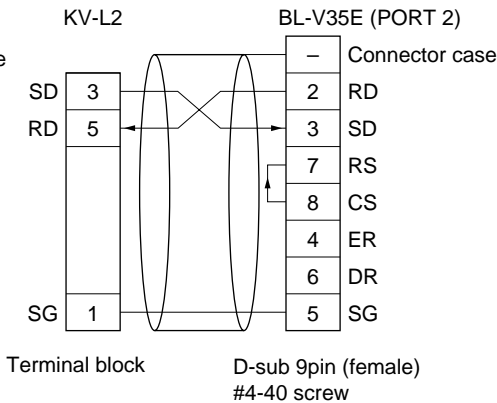 KV-L2 BL-V35E (PORT 2)
e
– Connector case
SD 3 2 RD
RD 5 3 SD
7 RS
8 CS
4 ER
6 DR
SG 1 5 SG
Terminal block D-sub 9pin (female)
#4-40 screw